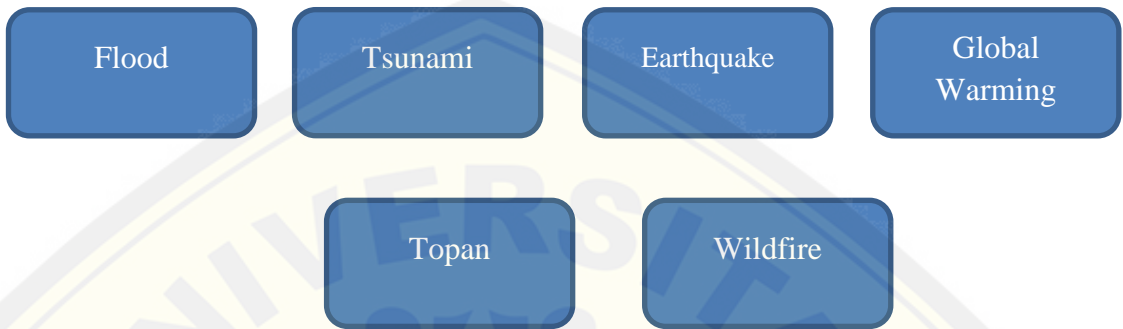 Flood
Tsunami
Earthquake
Global
Warming
Topan
Wildfire